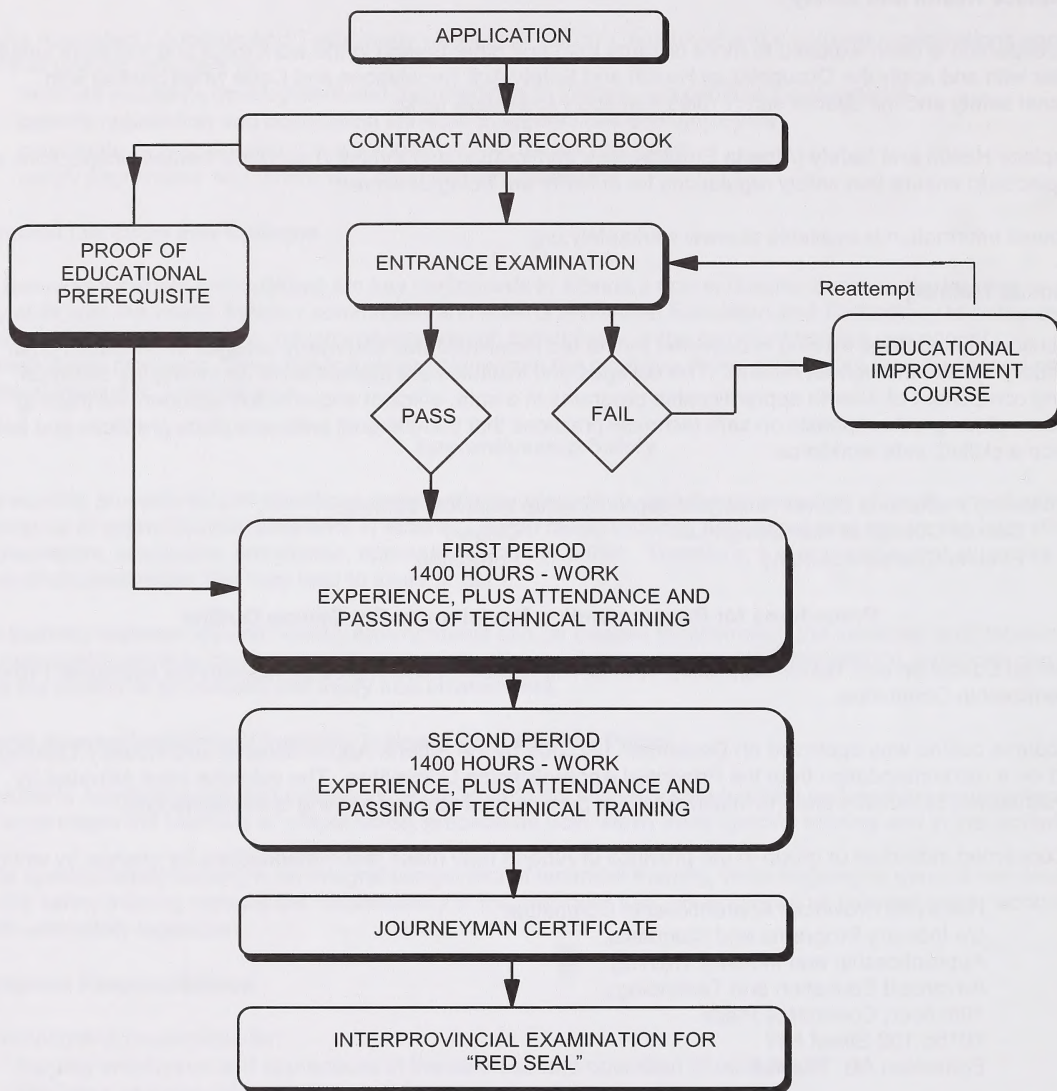 APPLICATION
CONTRACT AND RECORD BOOK
PROOF OF
EDUCATIONAL
PREREQUISITE
ENTRANCE EXAMINATION
Reattempt
EDUCATIONAL
IMPROVEMENT
COURSE
PASS
FAIL
FIRST PERIOD
1400 HOURS - WORK
EXPERIENCE, PLUS ATTENDANCE AND
PASSING OF TECHNICAL TRAINING
SECOND PERIOD
1400 HOURS - WORK
EXPERIENCE, PLUS ATTENDANCE AND
PASSING OF TECHNICAL TRAINING
JOURNEYMAN CERTIFICATE
INTERPROVINCIAL EXAMINATION FOR
“RED SEAL”